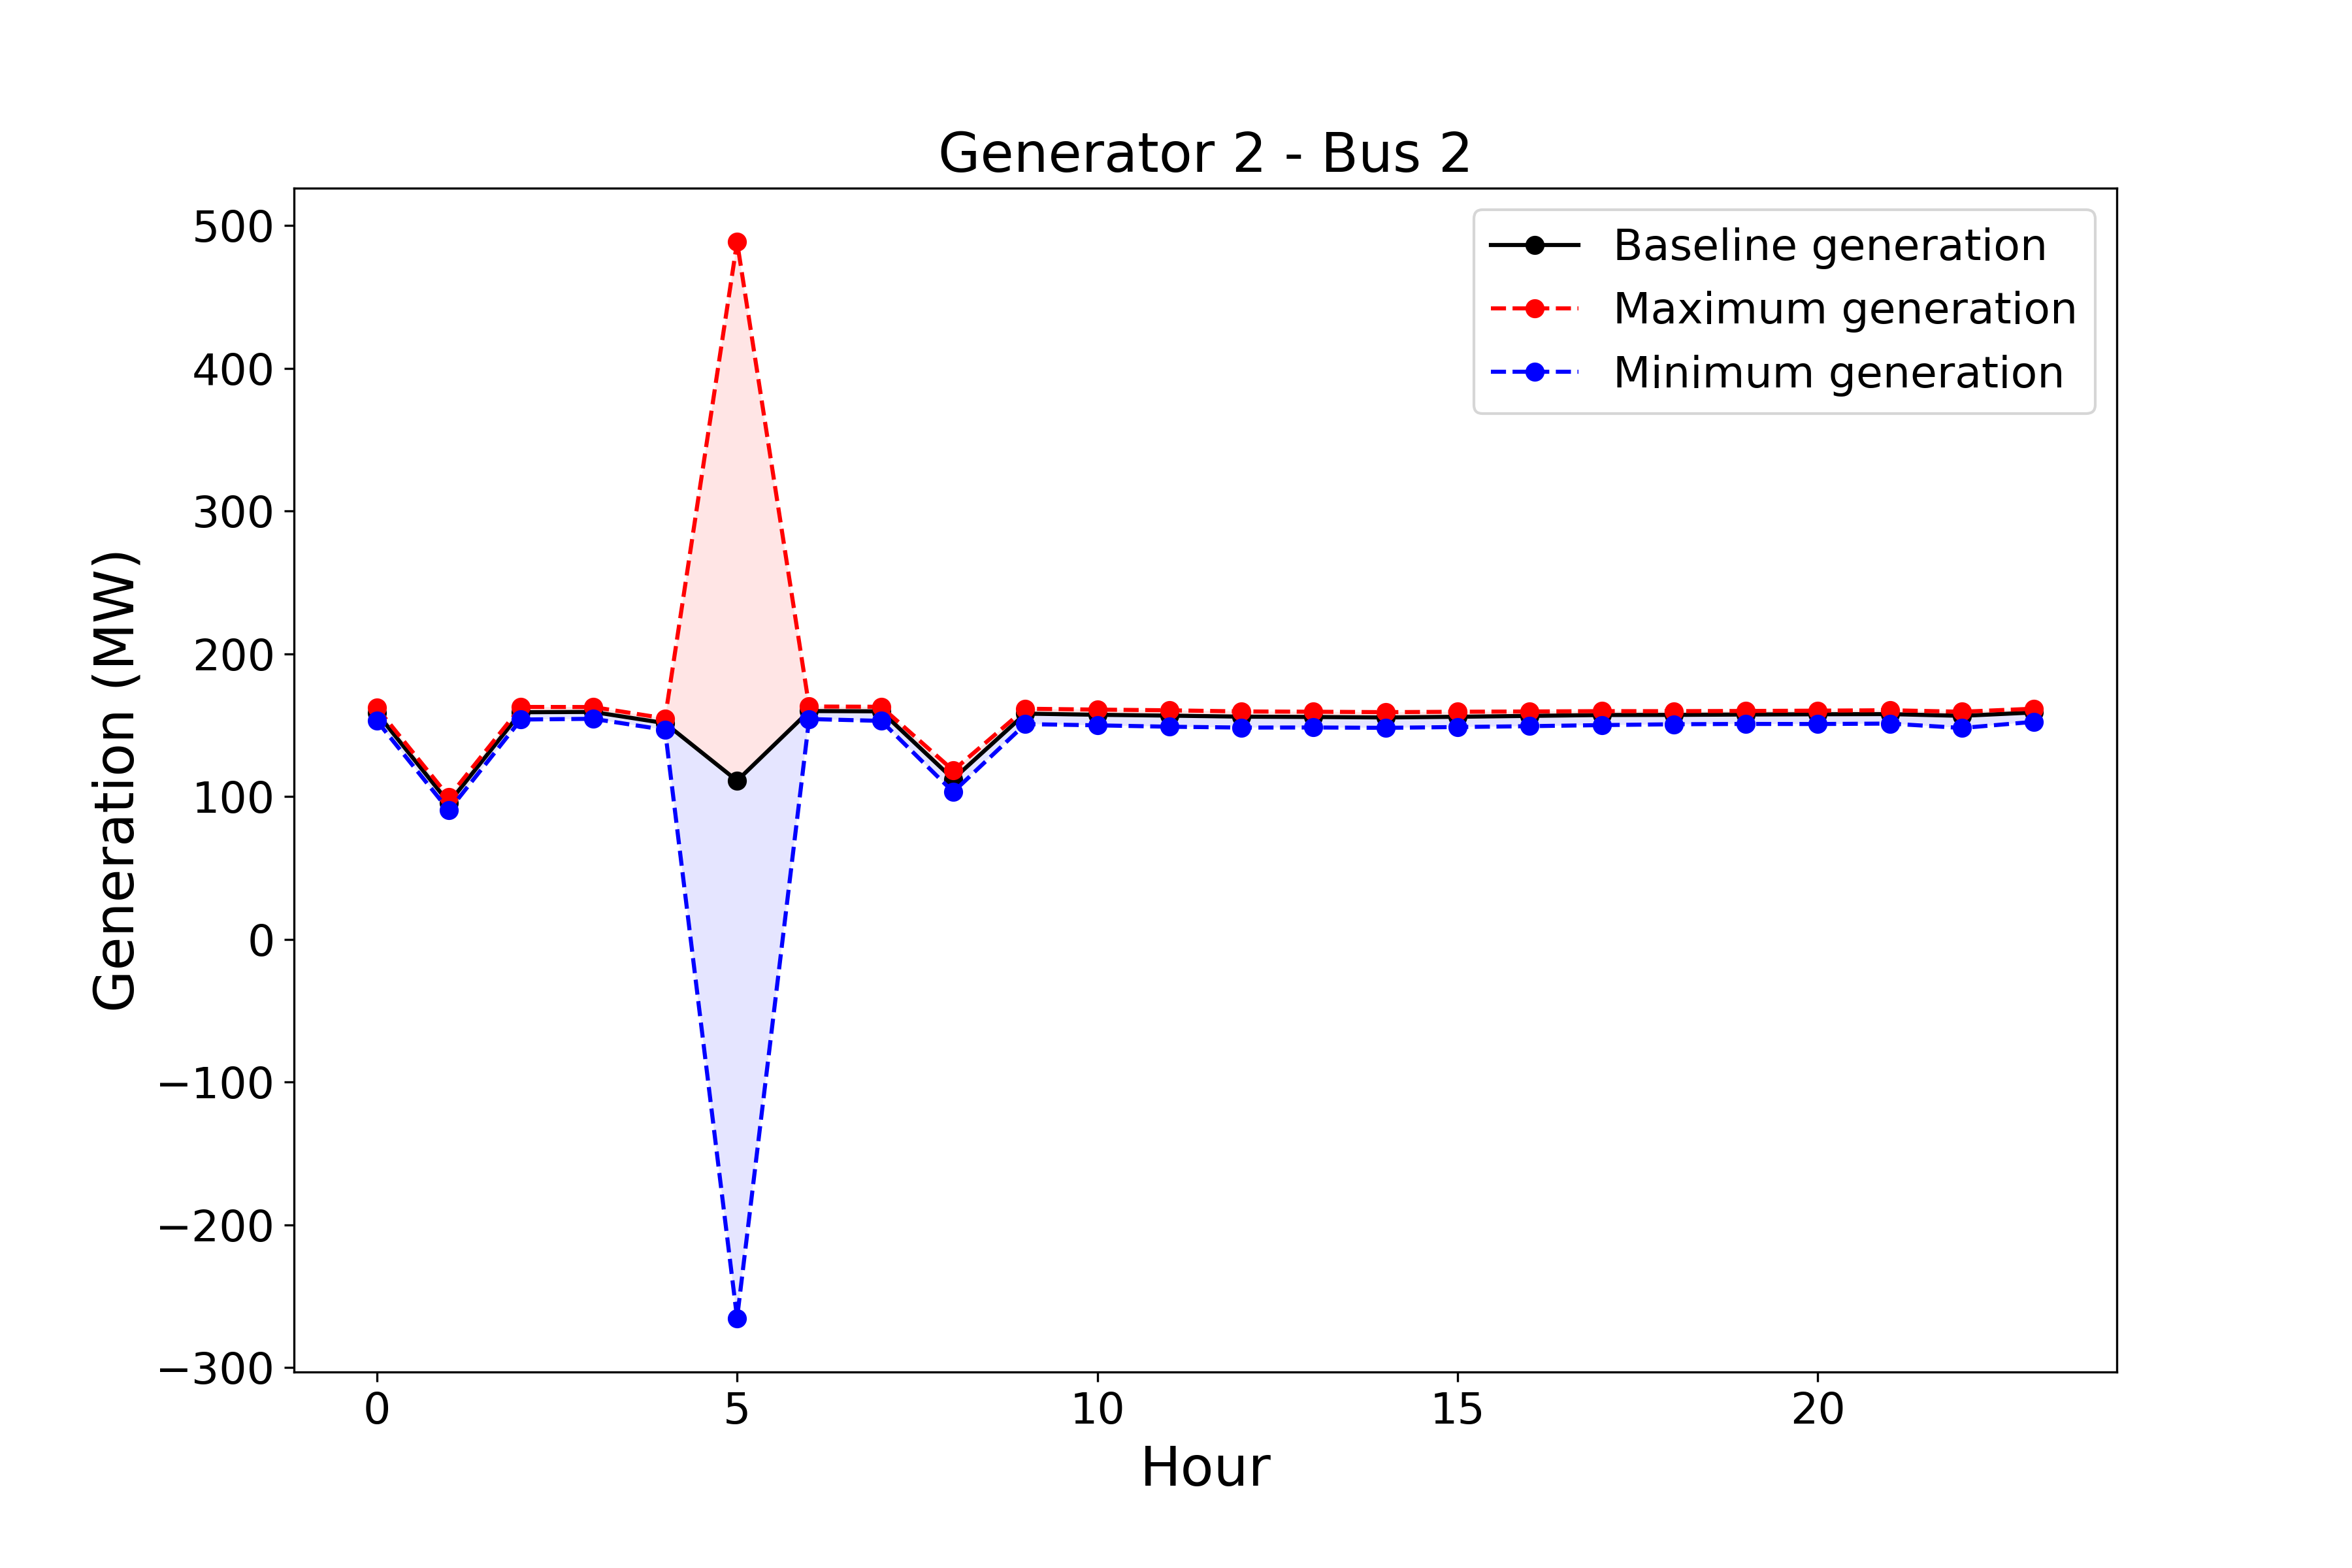 Generator 2 - Bus 2
500
400
300
200
100
0
−100
−200
−300
Generation (MW)
Baseline generation
Maximum generation
Minimum generation
0 5 10 15 20
Hour